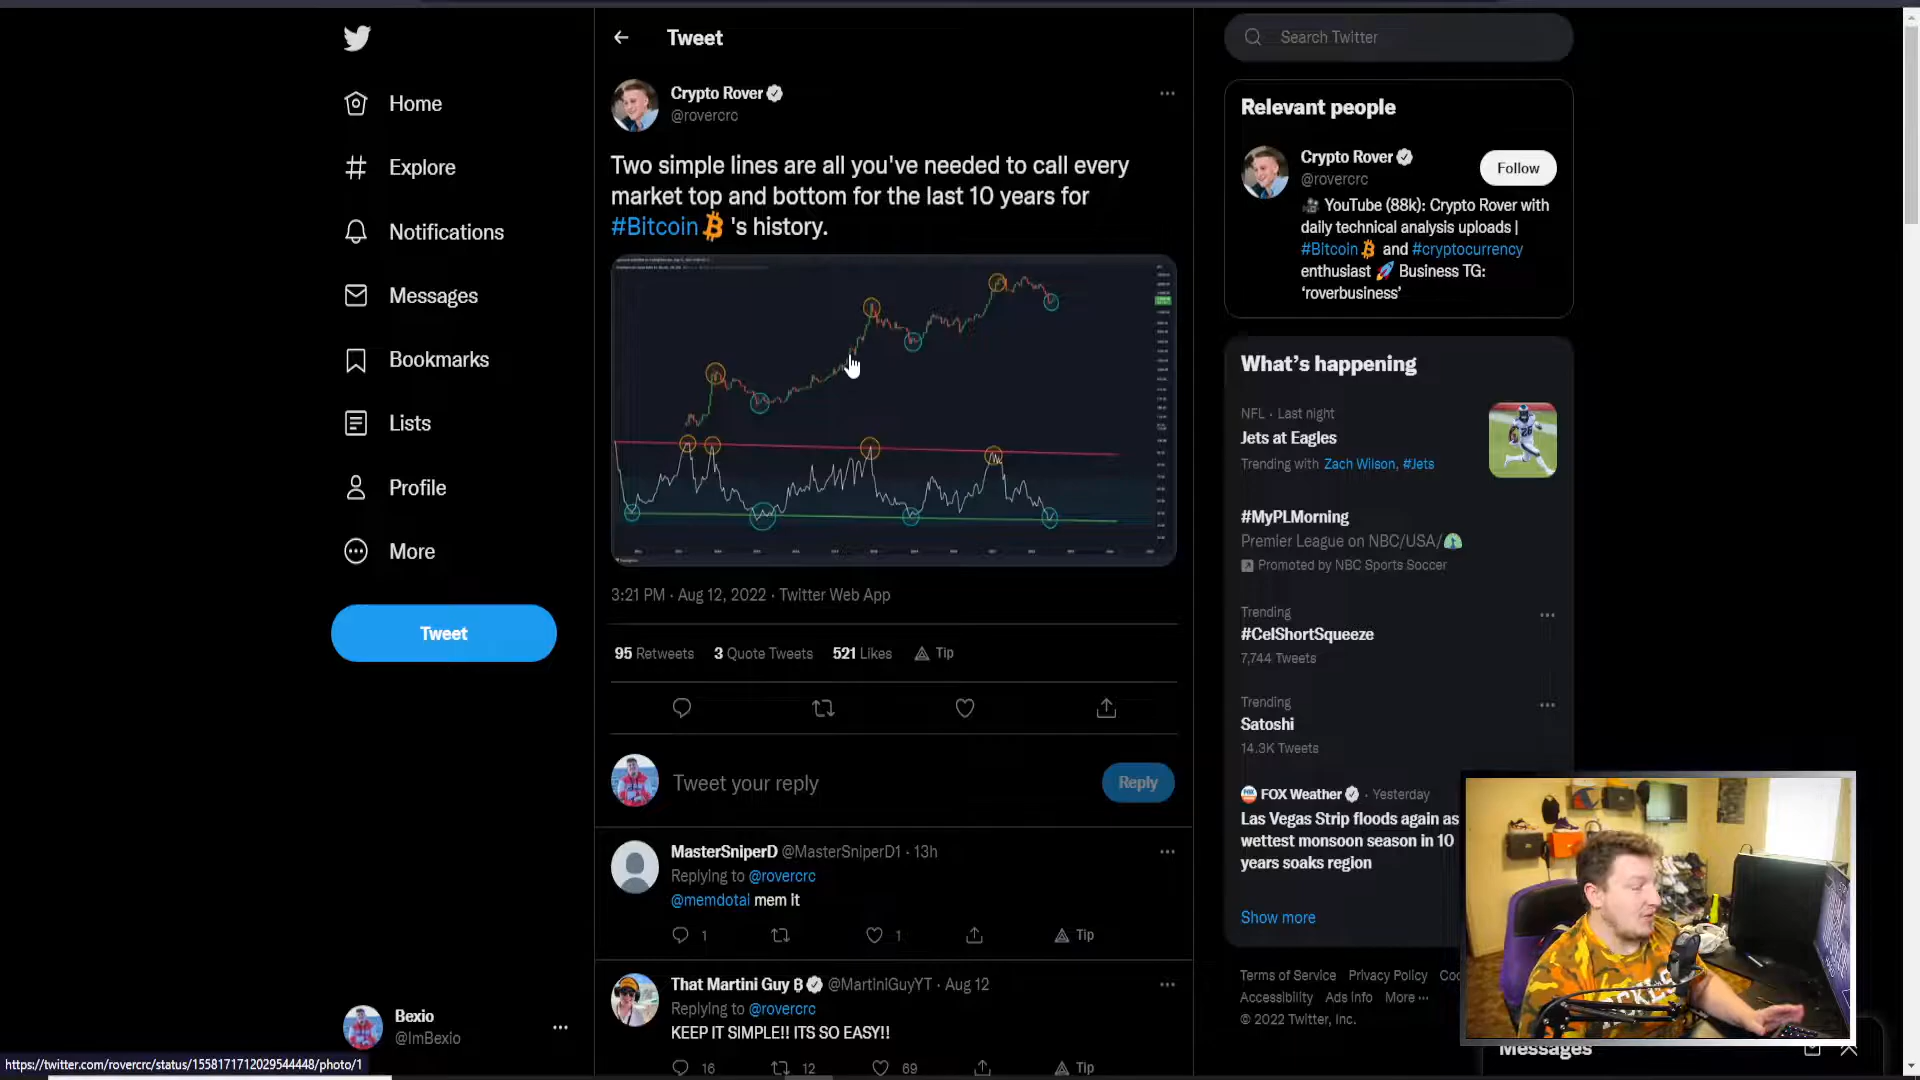 Home
Explore
Notifications
Messages
Bookmarks
Lists
Profile
More
Tweet
Bexio
@ImBexio
https://twitter.com/rovercrc/status/1558171712029544448/photo/1
Tweet
Crypto Rover
@rovercrc
Two simple lines are all you've needed to call every
market top and bottom for the last 10 years for
#Bitcoin 's history.
3:21 PM · Aug 12, 2022 · Twitter Web App
95 Retweets 3 Quote Tweets 521 Likes Tip
Tweet your reply
Reply
MasterSniperD @MasterSniperD1 · 13h
Replying to @rovercrc
@memdotai mem it
1 1 Tip
That Martini Guy ₿ @MartiniGuyYT · Aug 12
Replying to @rovercrc
KEEP IT SIMPLE!! ITS SO EASY!!
16 12 69 Tip
Search Twitter
Relevant people
Crypto Rover
@rovercrc
Follow
YouTube (88k): Crypto Rover with
daily technical analysis uploads |
#Bitcoin and #cryptocurrency
enthusiast Business TG:
‘roverbusiness’
What’s happening
NFL · Last night
Jets at Eagles
Trending with Zach Wilson, #Jets
#MyPLMorning
Premier League on NBC/USA/
Promoted by NBC Sports Soccer
Trending
#CelShortSqueeze
7,744 Tweets
Trending
Satoshi
14.3K Tweets
FOX Weather · Yesterday
Las Vegas Strip floods again as
wettest monsoon season in 10
years soaks region
Show more
Terms of Service Privacy Policy
Accessibility Ads info More
© 2022 Twitter, Inc.
Messages